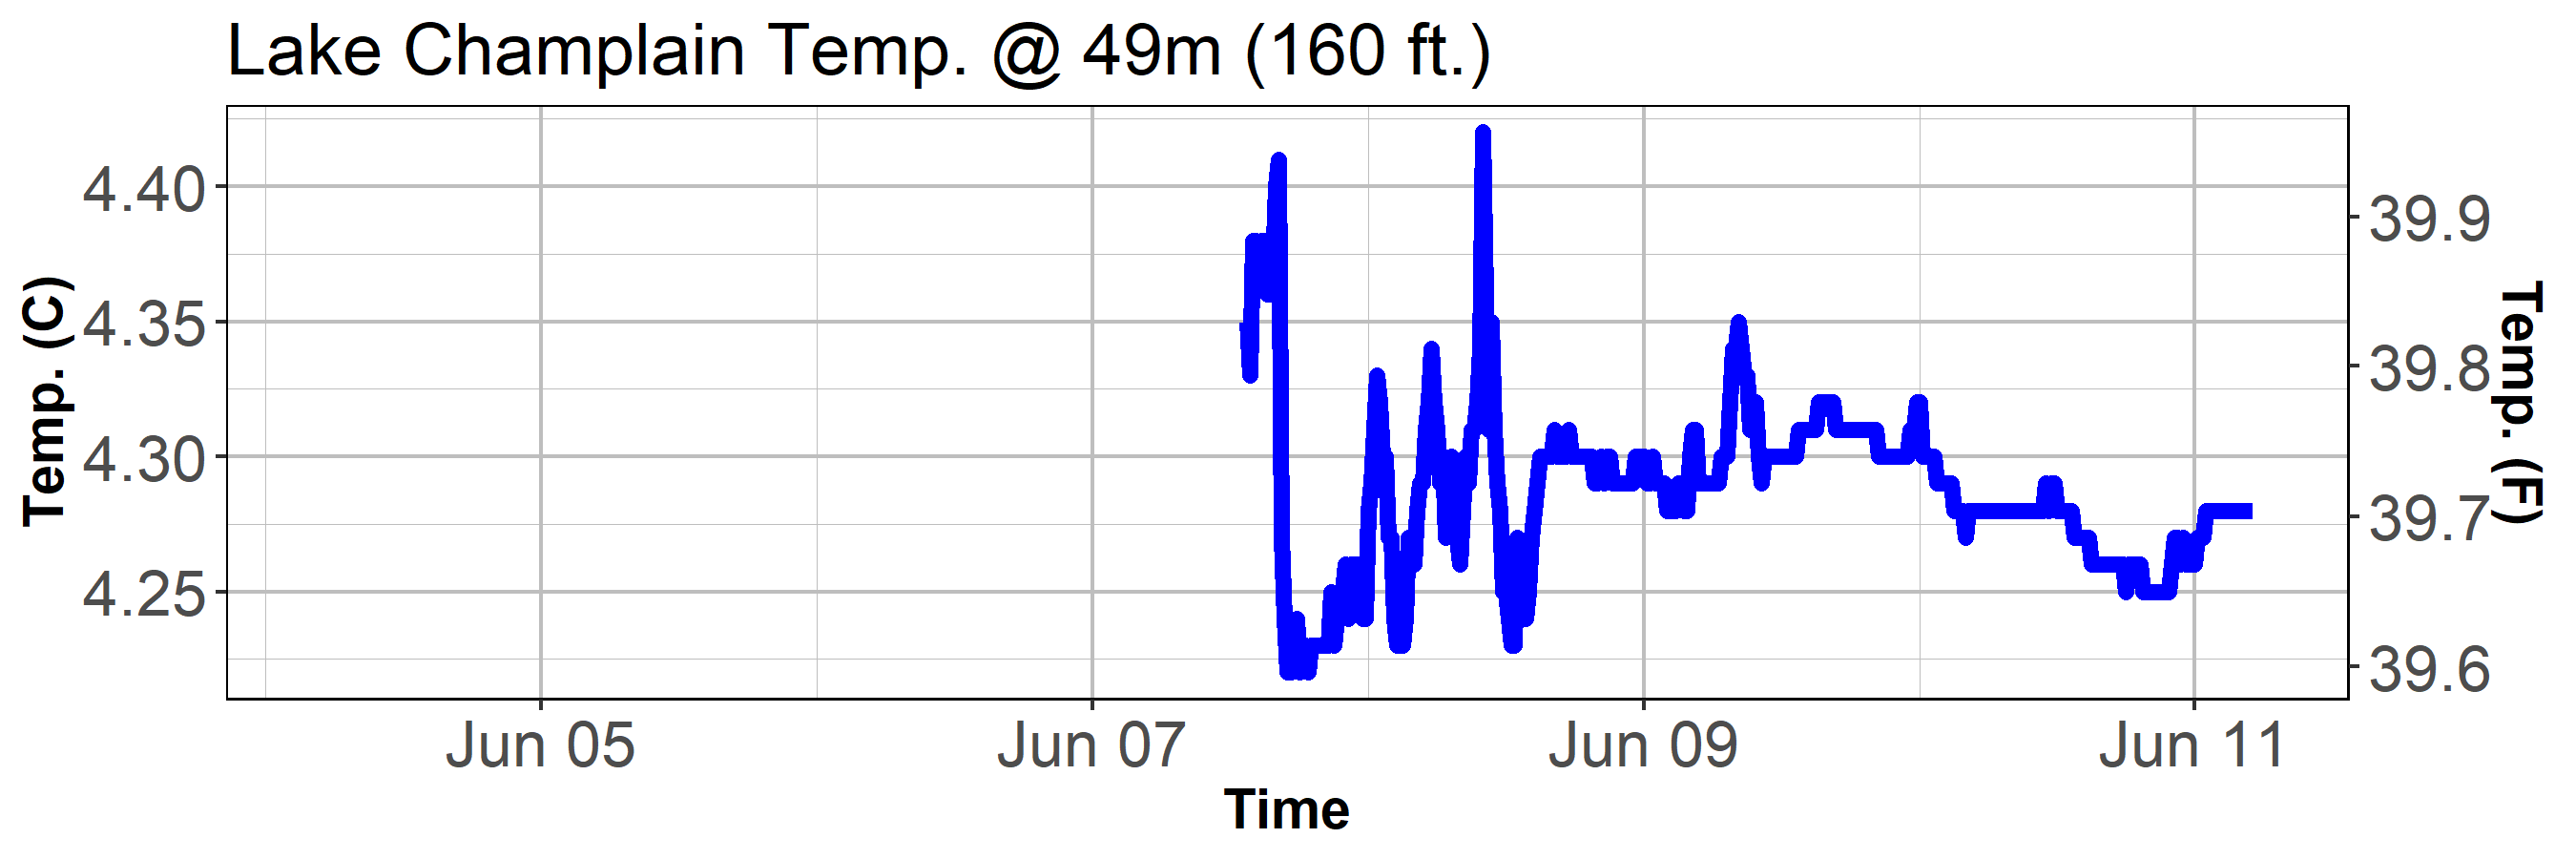 Lake Champlain Temp. @ 49m (160 ft.)
Temp. (C)
4.40
4.35
4.30
4.25
39.9
39.8
39.7
39.6
Temp. (F)
Jun 05
Jun 07
Jun 09
Jun 11
Time